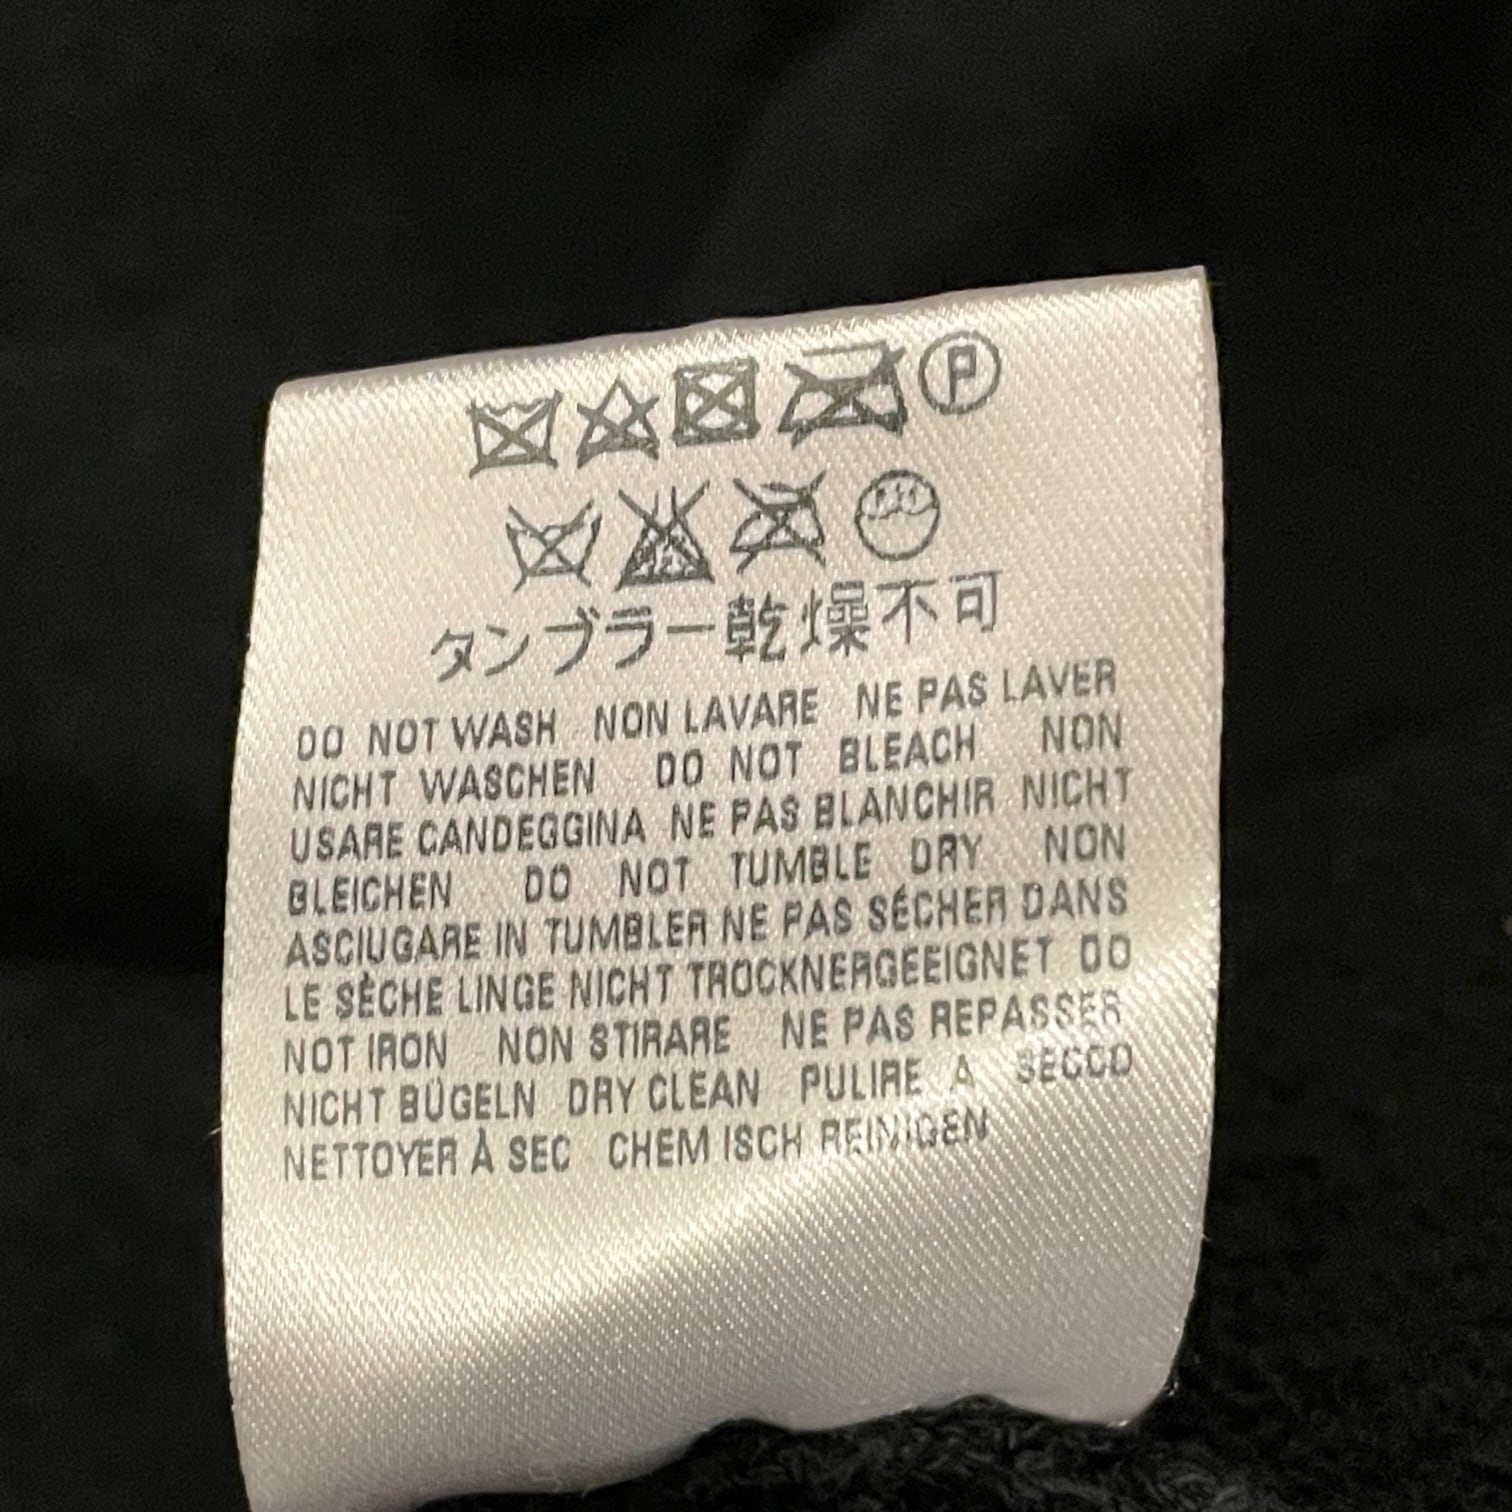 P
タンブラー乾燥不可
DO NOT WASH NON LAVARE NE PAS LAVER
NICHT WASCHEN DO NOT BLEACH NON
USARE CANDEGGINA NE PAS BLANCHIR NICHT
BLEICHEN DO NOT TUMBLE DRY NON
ASCIUGARE IN TUMBLER NE PAS SÉCHER DANS
LE SÈCHE LINGE NICHT TROCKNERGEEIGNET DO
NOT IRON NON STIRARE NE PAS REPASSER
NICHT BÜGELN DRY CLEAN PULIRE A SECCO
NETTOYER À SEC CHEM ISCH REINIGEN